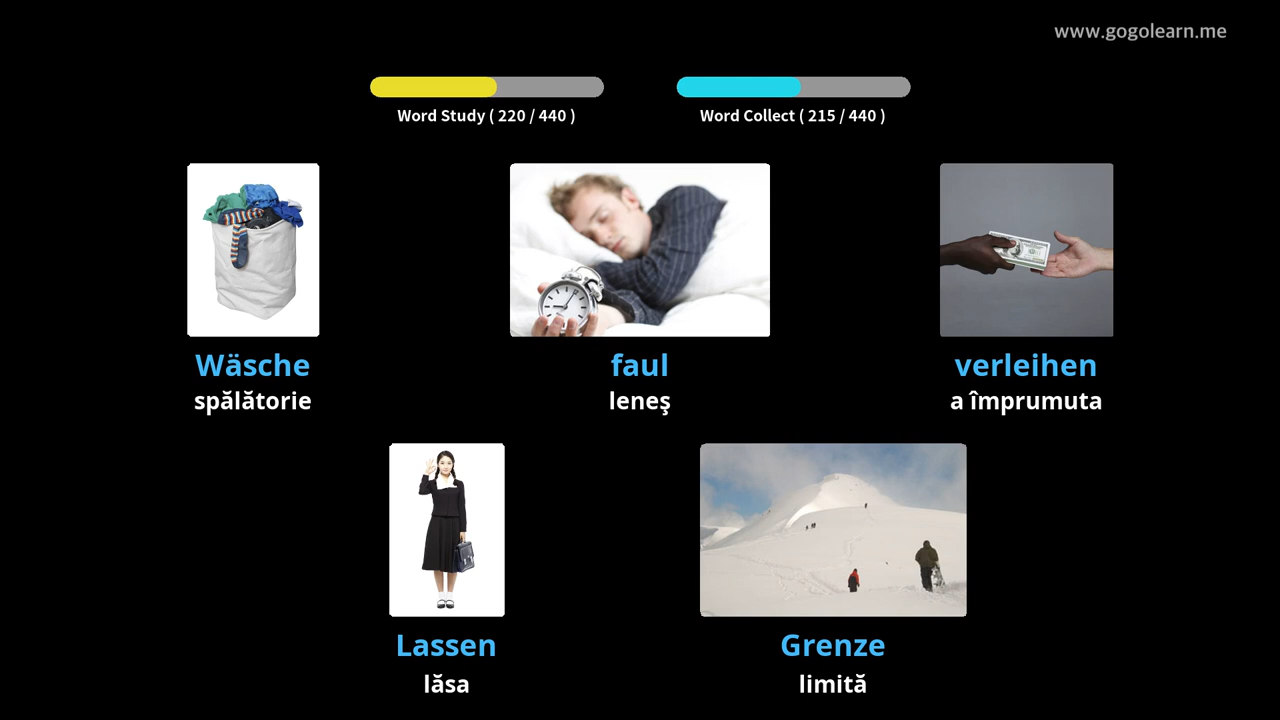 www.gogolearn.me
Word Study ( 220 / 440 )
Word Collect ( 215 / 440 )
Wäsche
spălătorie
faul
leneş
verleihen
a împrumuta
Lassen
lăsa
Grenze
limită